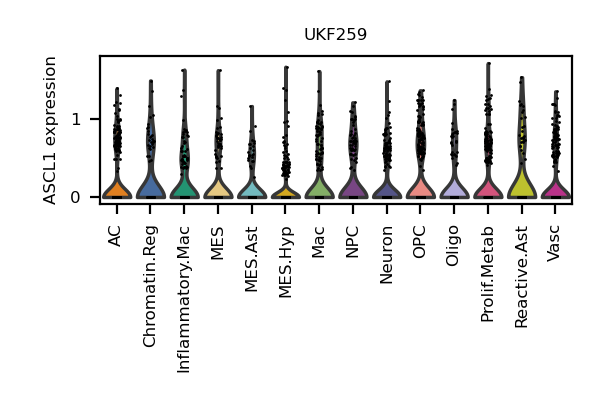 UKF259
ASCL1 expression
1
0
AC
Chromatin.Reg
Inflammatory.Mac
MES
MES.Ast
MES.Hyp
Mac
NPC
Neuron
OPC
Oligo
Prolif.Metab
Reactive.Ast
Vasc